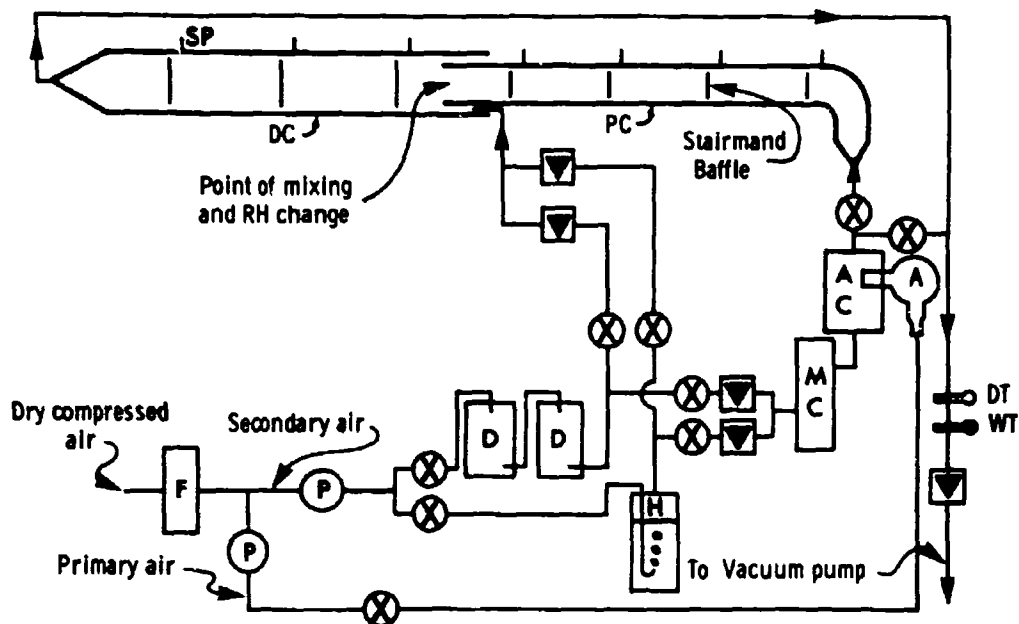 SP
DC
PC
Stairmand
Baffle
Point of mixing
and RH change
A
C
A
M
C
DT
WT
Dry compressed
air
Secondary air
D
D
F
P
P
H
Primary air
To Vacuum pump